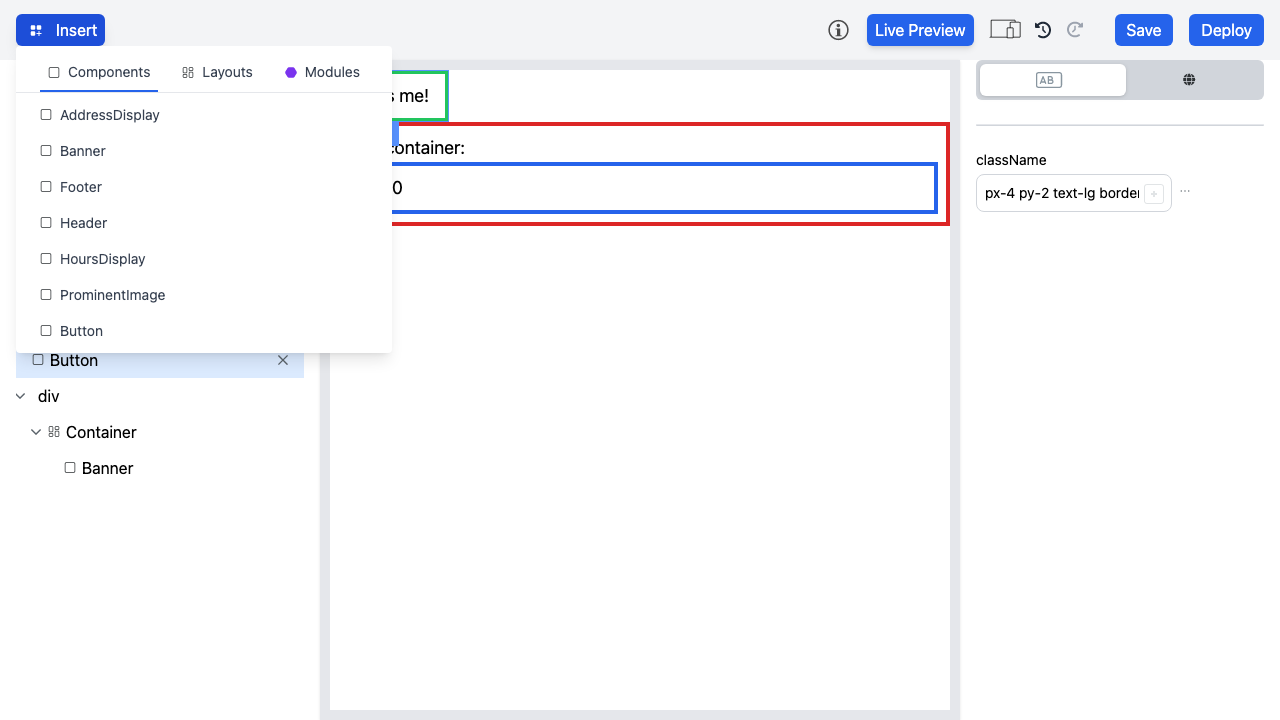 Insert
Live Preview
Save
Deploy
Components
Layouts
Modules
AddressDisplay
Banner
Footer
Header
HoursDisplay
ProminentImage
Button
Button
div
Container
Banner
me!
container:
0
AB
className
px-4 py-2 text-lg border
...